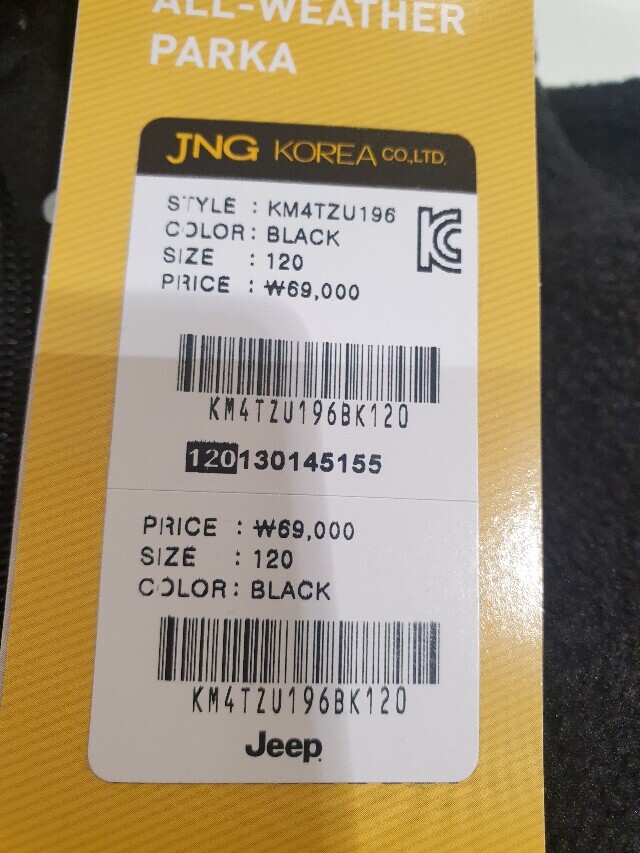 ALL-WEATHER
PARKA
JNG KOREA CO.,LTD.
STYLE : KM4TZU196
COLOR : BLACK
SIZE : 120
PRICE : ₩69,000
KM4TZU196BK120
120130145155
PRICE : ₩69,000
SIZE : 120
COLOR : BLACK
KM4TZU196BK120
Jeep